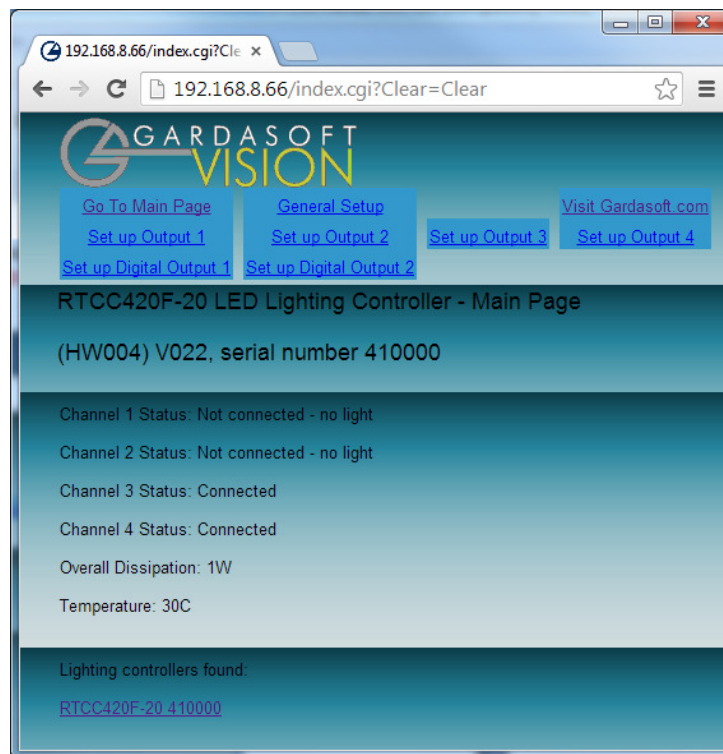 192.168.8.66/index.cgi?Cle
192.168.8.66/index.cgi?Clear=Clear
GARDASOFT
VISION
Go To Main Page General Setup Visit Gardasoft.com
Set up Output 1 Set up Output 2 Set up Output 3 Set up Output 4
Set up Digital Output 1 Set up Digital Output 2
RTCC420F-20 LED Lighting Controller - Main Page
(HW004) V022, serial number 410000
Channel 1 Status: Not connected - no light
Channel 2 Status: Not connected - no light
Channel 3 Status: Connected
Channel 4 Status: Connected
Overall Dissipation: 1W
Temperature: 30C
Lighting controllers found:
RTCC420F-20 410000